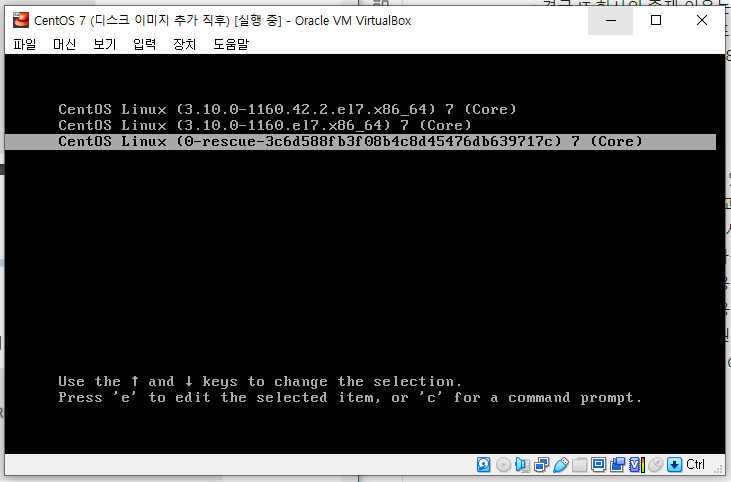 CentOS 7 (디스크 이미지 추가 직후) [실행 중] - Oracle VM VirtualBox
파일 머신 보기 입력 장치 도움말
CentOS Linux (3.10.0-1160.42.2.el7.x86_64) 7 (Core)
CentOS Linux (3.10.0-1160.el7.x86_64) 7 (Core)
CentOS Linux (0-rescue-3c6d588fb3f08b4c8d45476db639717c) 7 (Core)
Use the ↑ and ↓ keys to change the selection.
Press 'e' to edit the selected item, or 'c' for a command prompt.
Ctrl